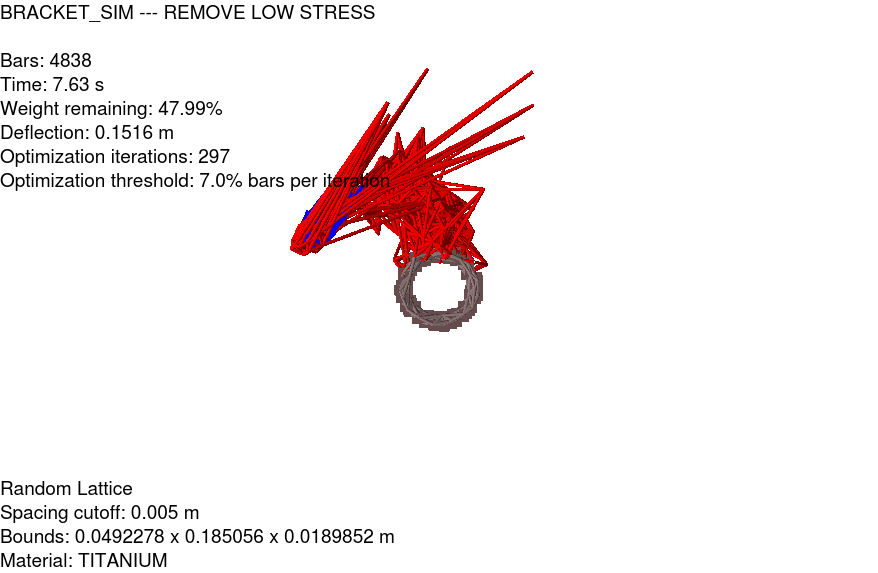 BRACKET_SIM --- REMOVE LOW STRESS
Bars: 4838
Time: 7.63 s
Weight remaining: 47.99%
Deflection: 0.1516 m
Optimization iterations: 297
Optimization threshold: 7.0% bars per iteration
Random Lattice
Spacing cutoff: 0.005 m
Bounds: 0.0492278 x 0.185056 x 0.0189852 m
Material: TITANIUM